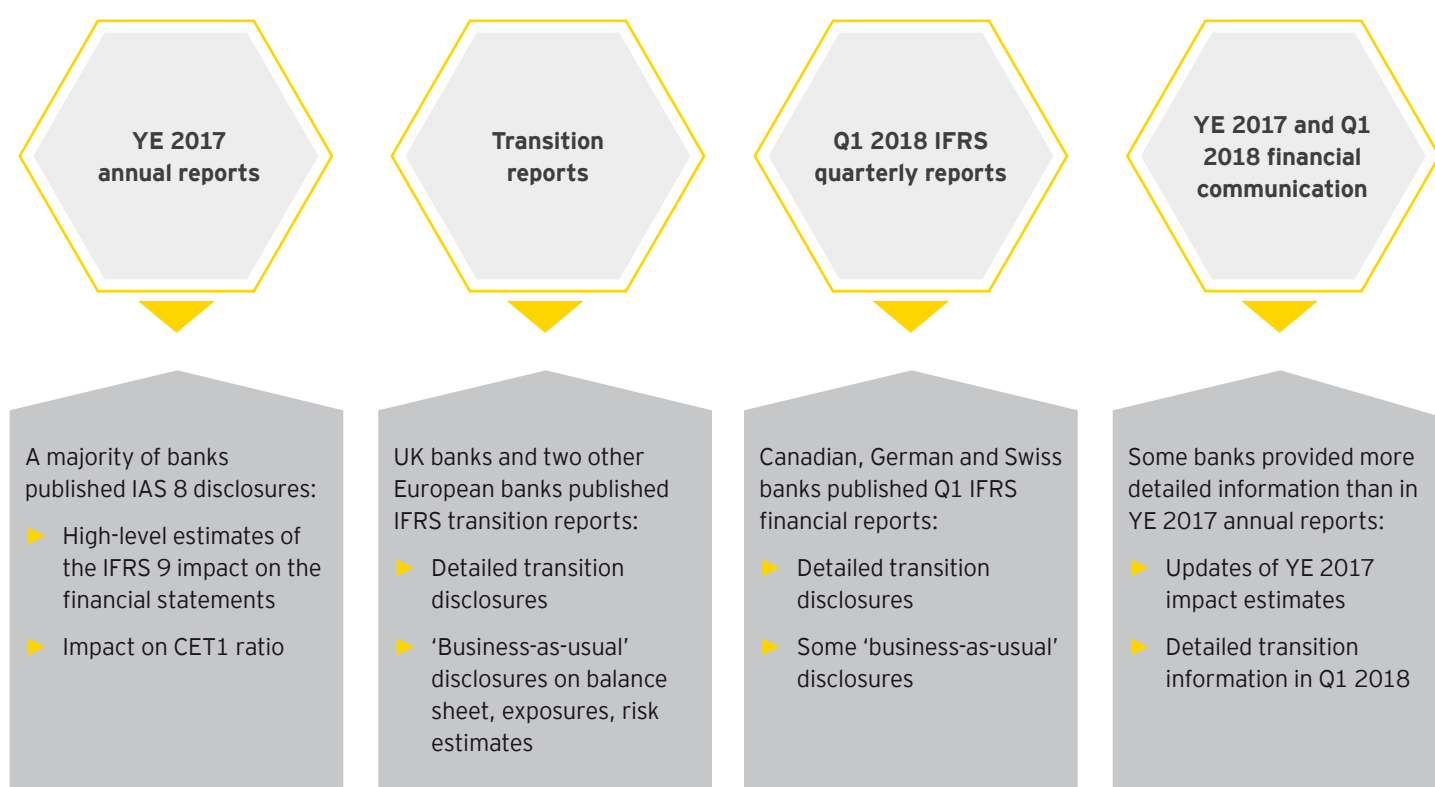 YE 2017
annual reports
Transition
reports
Q1 2018 IFRS
quarterly reports
YE 2017 and Q1
2018 financial
communication
A majority of banks
published IAS 8 disclosures:
► High-level estimates of
the IFRS 9 impact on the
financial statements
► Impact on CET1 ratio
UK banks and two other
European banks published
IFRS transition reports:
► Detailed transition
disclosures
► ‘Business-as-usual’
disclosures on balance
sheet, exposures, risk
estimates
Canadian, German and Swiss
banks published Q1 IFRS
financial reports:
► Detailed transition
disclosures
► Some ‘business-as-usual’
disclosures
Some banks provided more
detailed information than in
YE 2017 annual reports:
► Updates of YE 2017
impact estimates
► Detailed transition
information in Q1 2018